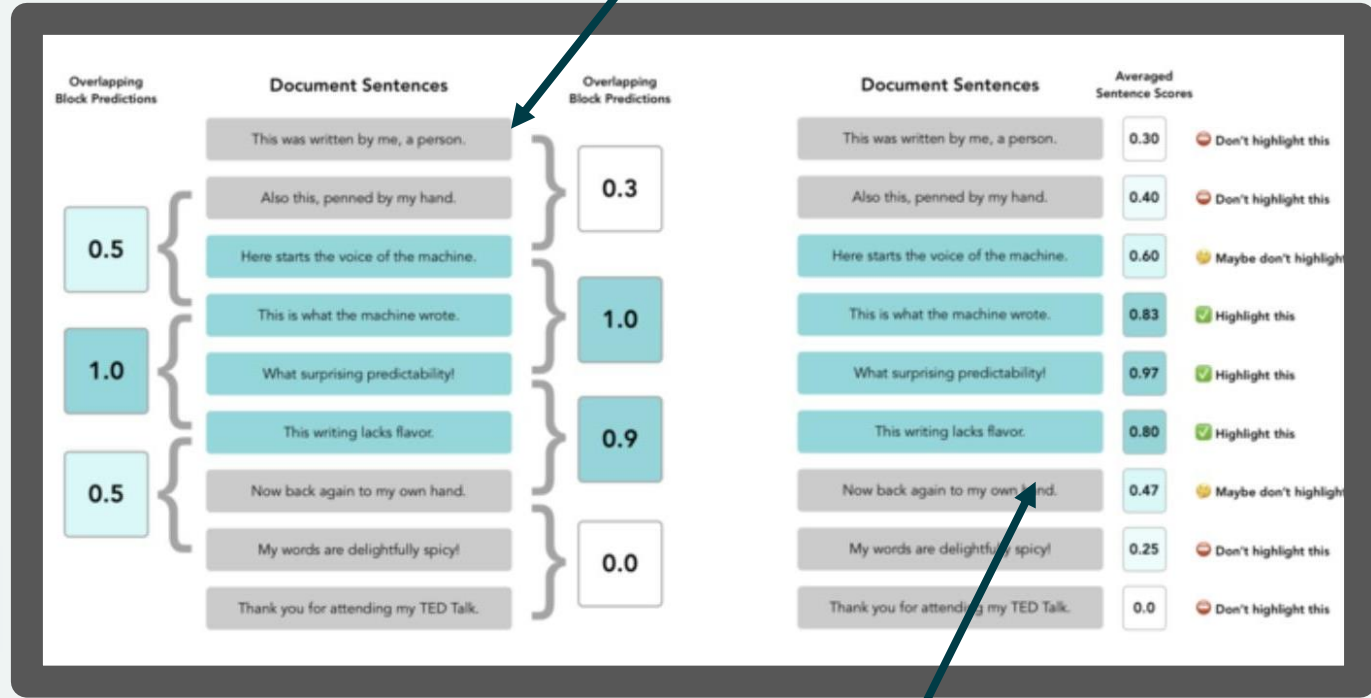 Overlapping
Block Predictions
Document Sentences
Overlapping
Block Predictions
This was written by me, a person.
Also this, penned by my hand.
Here starts the voice of the machine.
This is what the machine wrote.
What surprising predictability!
This writing lacks flavor.
Now back again to my own hand.
My words are delightfully spicy!
Thank you for attending my TED Talk.
0.5
1.0
0.5
0.3
1.0
0.9
0.0
Document Sentences
Averaged
Sentence Scores
This was written by me, a person. 0.30 Don't highlight this
Also this, penned by my hand. 0.40 Don't highlight this
Here starts the voice of the machine. 0.60 Maybe don't highlight
This is what the machine wrote. 0.83 Highlight this
What surprising predictability! 0.97 Highlight this
This writing lacks flavor. 0.80 Highlight this
Now back again to my own hand. 0.47 Maybe don't highlight
My words are delightfully spicy! 0.25 Don't highlight this
Thank you for attending my TED Talk. 0.0 Don't highlight this